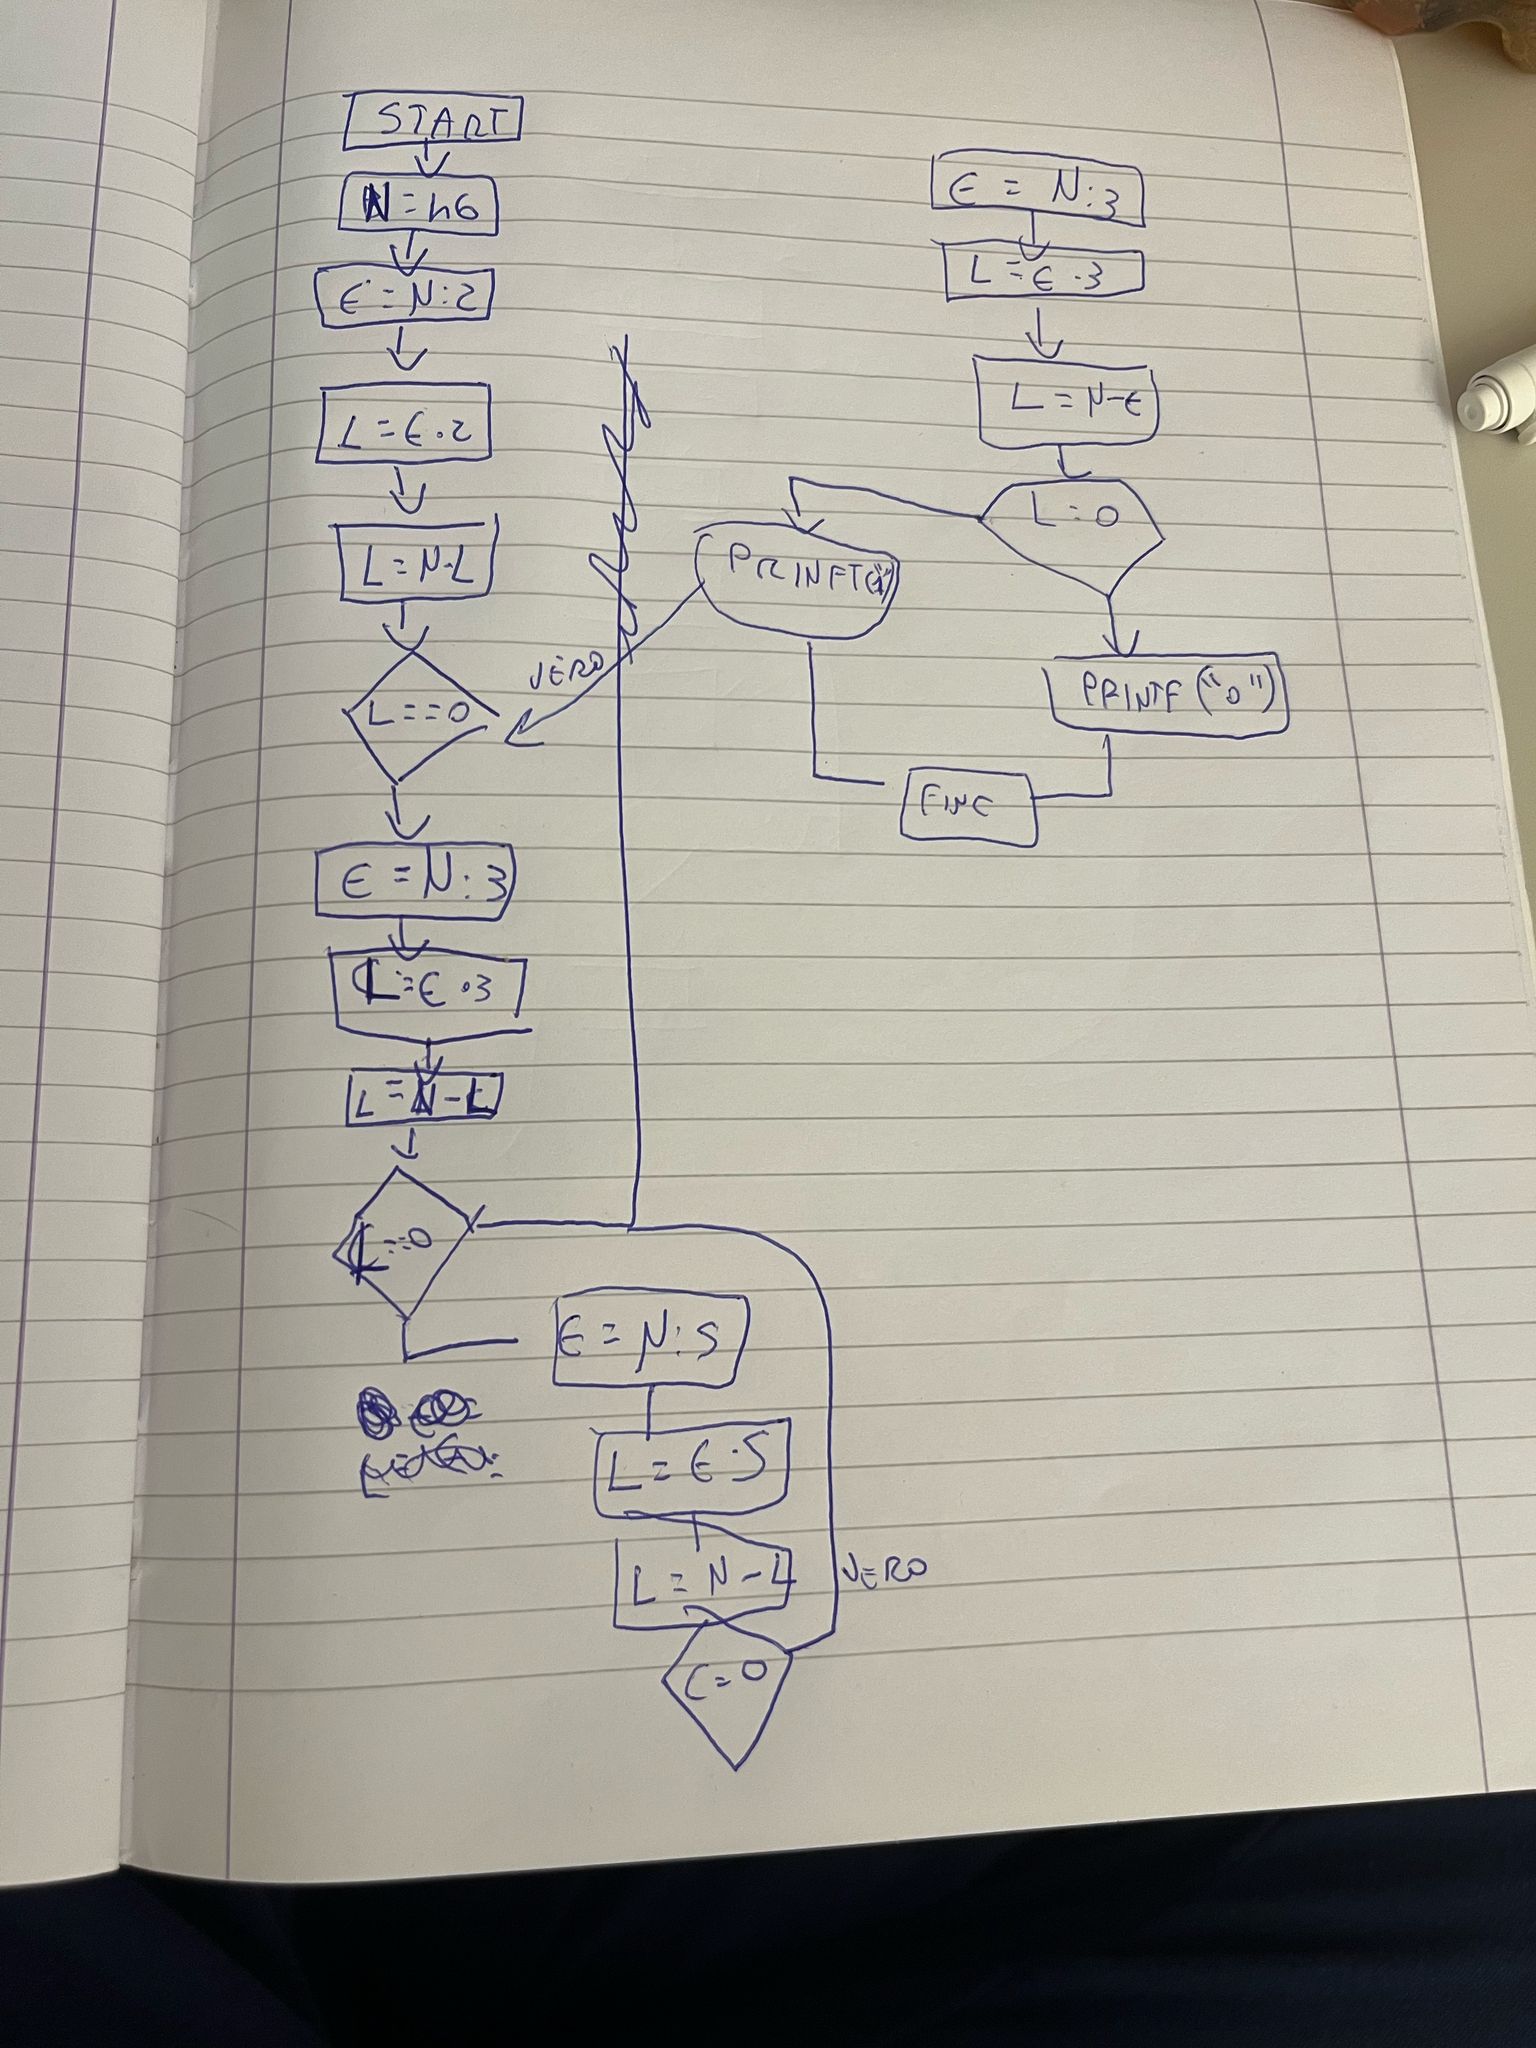 START
N=46
E=N:2
L=E·2
L=N-L
L==0
VERO
E=N:3
L=E·3
L=N-L
L==0
E=N:5
L=E·5
L=N-L
VERO
C=0
E=N:3
L=E·3
L=N-E
L=0
PRINFT("1")
PRINTF("0")
FINE